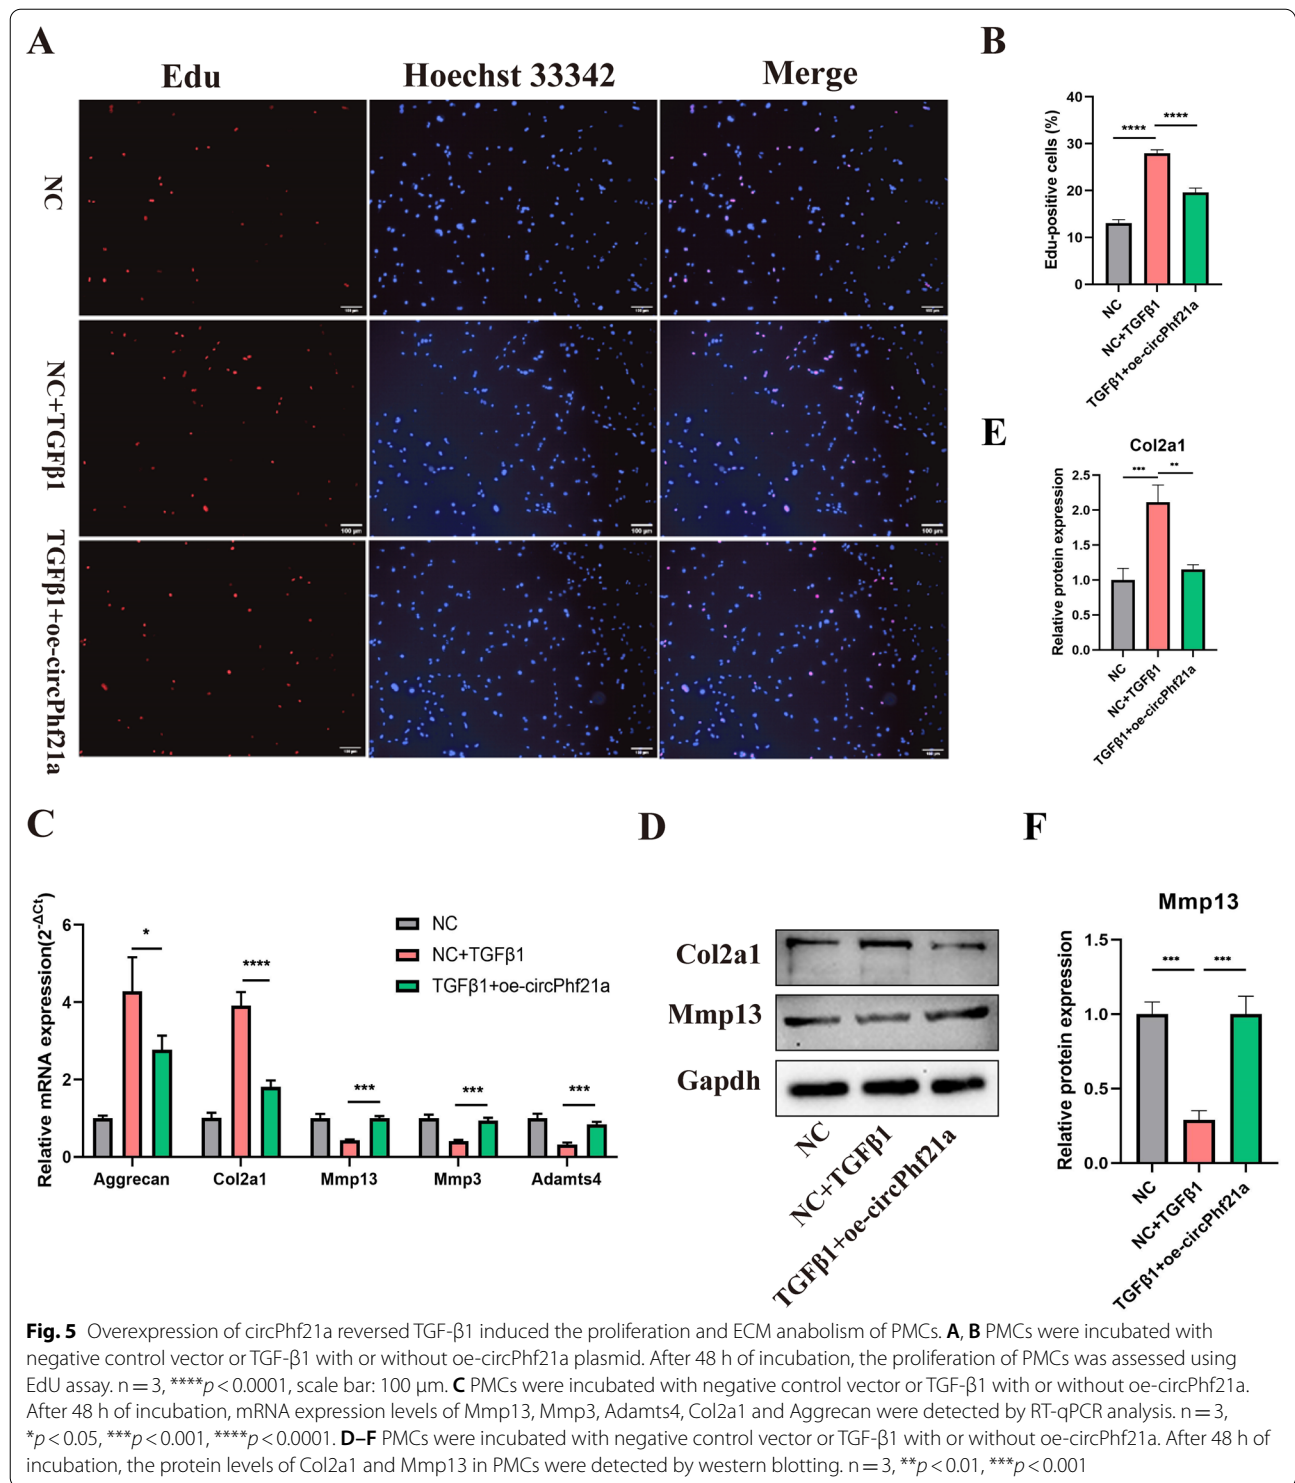 A
Edu
Hoechst 33342
Merge
NC
NC+TGFβ1
TGFβ1+oe-circPhf21a
100 μm
100 μm
100 μm
B
Edu-positive cells (%)
40
30
20
10
0
****
****
NC
NC+TGFβ1
TGFβ1+oe-circPhf21a
E
Col2a1
Relative protein expression
2.5
2.0
1.5
1.0
0.5
0.0
***
**
NC
NC+TGFβ1
TGFβ1+oe-circPhf21a
C
Relative mRNA expression(2^-ΔCt)
6
4
2
0
*
****
***
***
***
NC
NC+TGFβ1
TGFβ1+oe-circPhf21a
Aggrecan
Col2a1
Mmp13
Mmp3
Adamts4
D
Col2a1
Mmp13
Gapdh
NC
NC+TGFβ1
TGFβ1+oe-circPhf21a
F
Mmp13
Relative protein expression
1.5
1.0
0.5
0.0
***
***
NC
NC+TGFβ1
TGFβ1+oe-circPhf21a
Fig. 5 Overexpression of circPhf21a reversed TGF-β1 induced the proliferation and ECM anabolism of PMCs. A, B PMCs were incubated with
negative control vector or TGF-β1 with or without oe-circPhf21a plasmid. After 48 h of incubation, the proliferation of PMCs was assessed using
EdU assay. n = 3, ****p < 0.0001, scale bar: 100 μm. C PMCs were incubated with negative control vector or TGF-β1 with or without oe-circPhf21a.
After 48 h of incubation, mRNA expression levels of Mmp13, Mmp3, Adamts4, Col2a1 and Aggrecan were detected by RT-qPCR analysis. n = 3,
*p < 0.05, ***p < 0.001, ****p < 0.0001. D–F PMCs were incubated with negative control vector or TGF-β1 with or without oe-circPhf21a. After 48 h of
incubation, the protein levels of Col2a1 and Mmp13 in PMCs were detected by western blotting. n = 3, **p < 0.01, ***p < 0.001